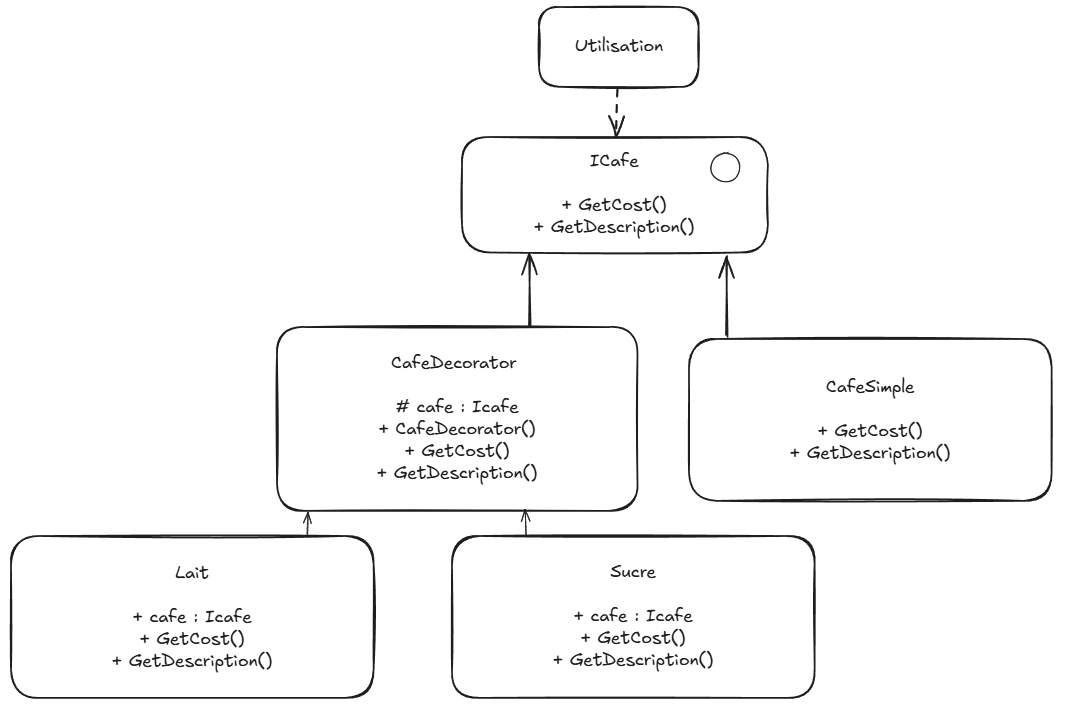 Utilisation
ICafe
+ GetCost()
+ GetDescription()
CafeDecorator
# cafe : Icafe
+ CafeDecorator()
+ GetCost()
+ GetDescription()
CafeSimple
+ GetCost()
+ GetDescription()
Lait
+ cafe : Icafe
+ GetCost()
+ GetDescription()
Sucre
+ cafe : Icafe
+ GetCost()
+ GetDescription()